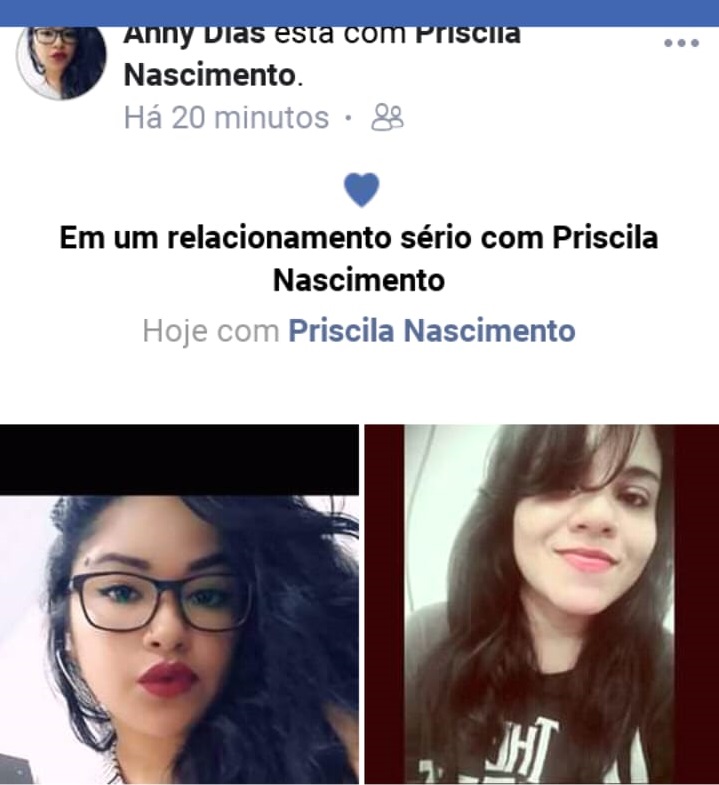 Anny Dias está com Priscila
Nascimento.
Há 20 minutos ·
Em um relacionamento sério com Priscila
Nascimento
Hoje com Priscila Nascimento